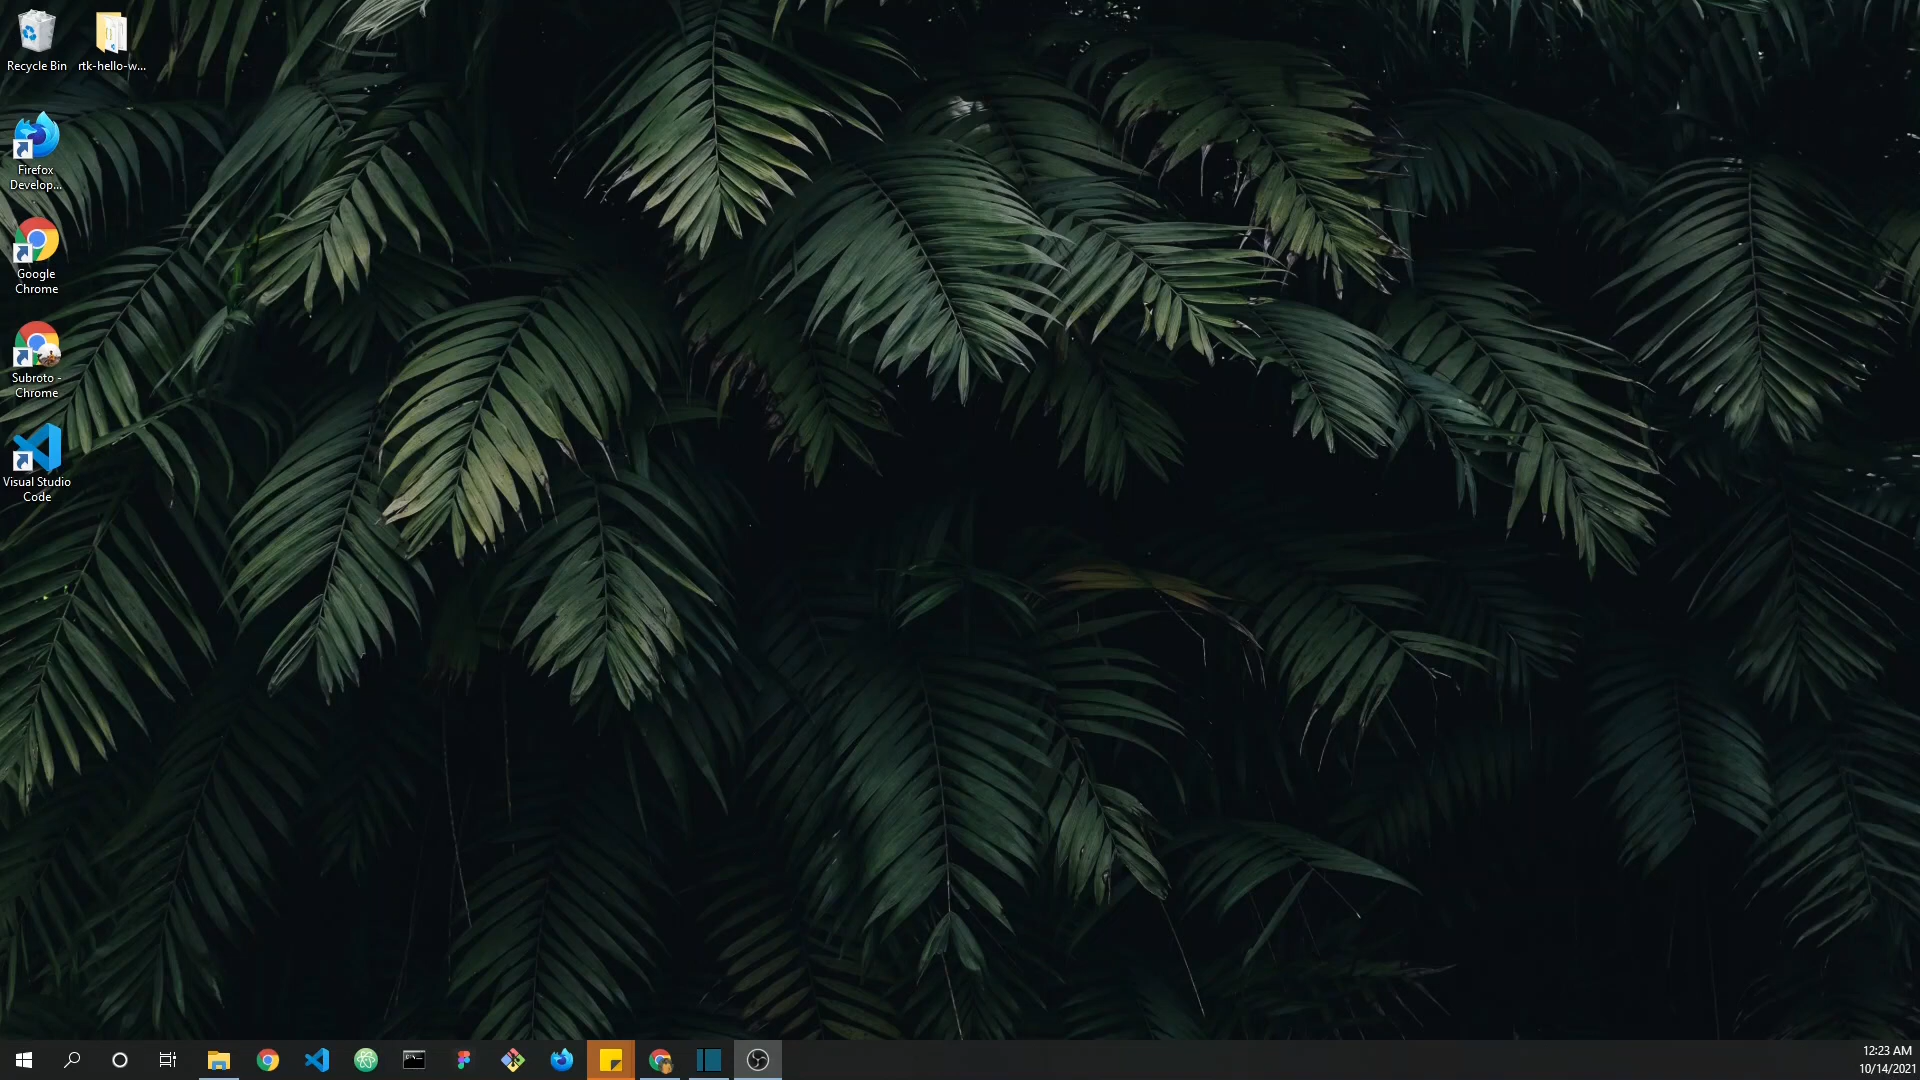 Recycle Bin
rtk-hello-w...
Firefox
Develop...
Google
Chrome
Subroto -
Chrome
Visual Studio
Code
12:23 AM
10/14/2021